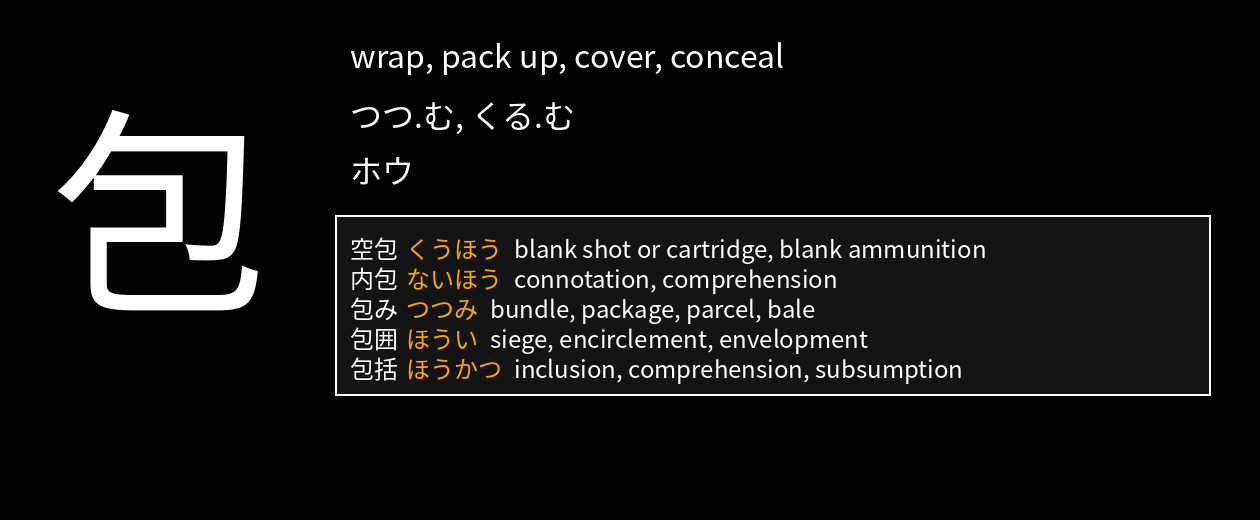 包
wrap, pack up, cover, conceal
つつ.む, くる.む
ホウ
空包 くうほう blank shot or cartridge, blank ammunition
内包 ないほう connotation, comprehension
包み つつみ bundle, package, parcel, bale
包囲 ほうい siege, encirclement, envelopment
包括 ほうかつ inclusion, comprehension, subsumption